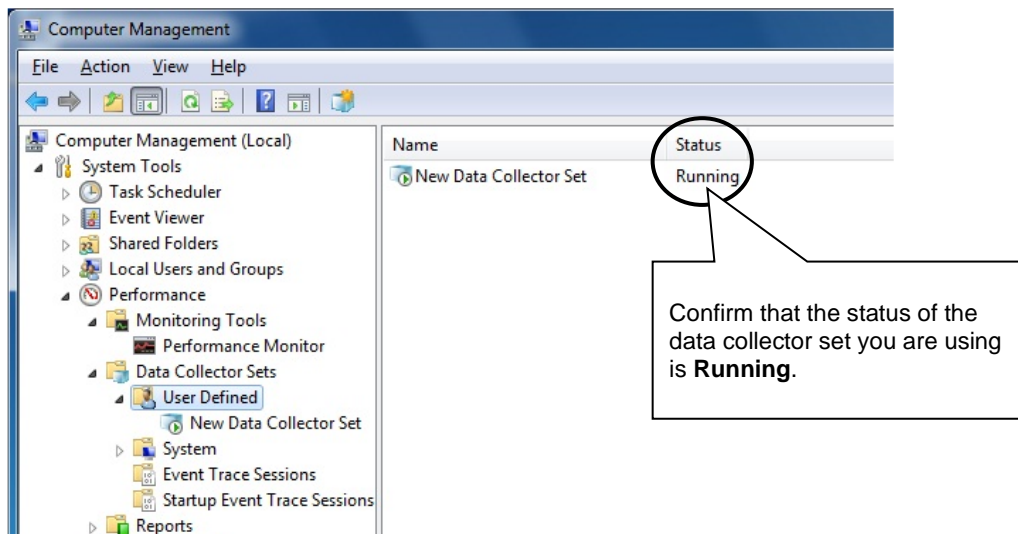 Computer Management
File Action View Help
Computer Management (Local)
System Tools
Task Scheduler
Event Viewer
Shared Folders
Local Users and Groups
Performance
Monitoring Tools
Performance Monitor
Data Collector Sets
User Defined
New Data Collector Set
System
Event Trace Sessions
Startup Event Trace Sessions
Reports
Name Status
New Data Collector Set Running
Confirm that the status of the
data collector set you are using
is Running.